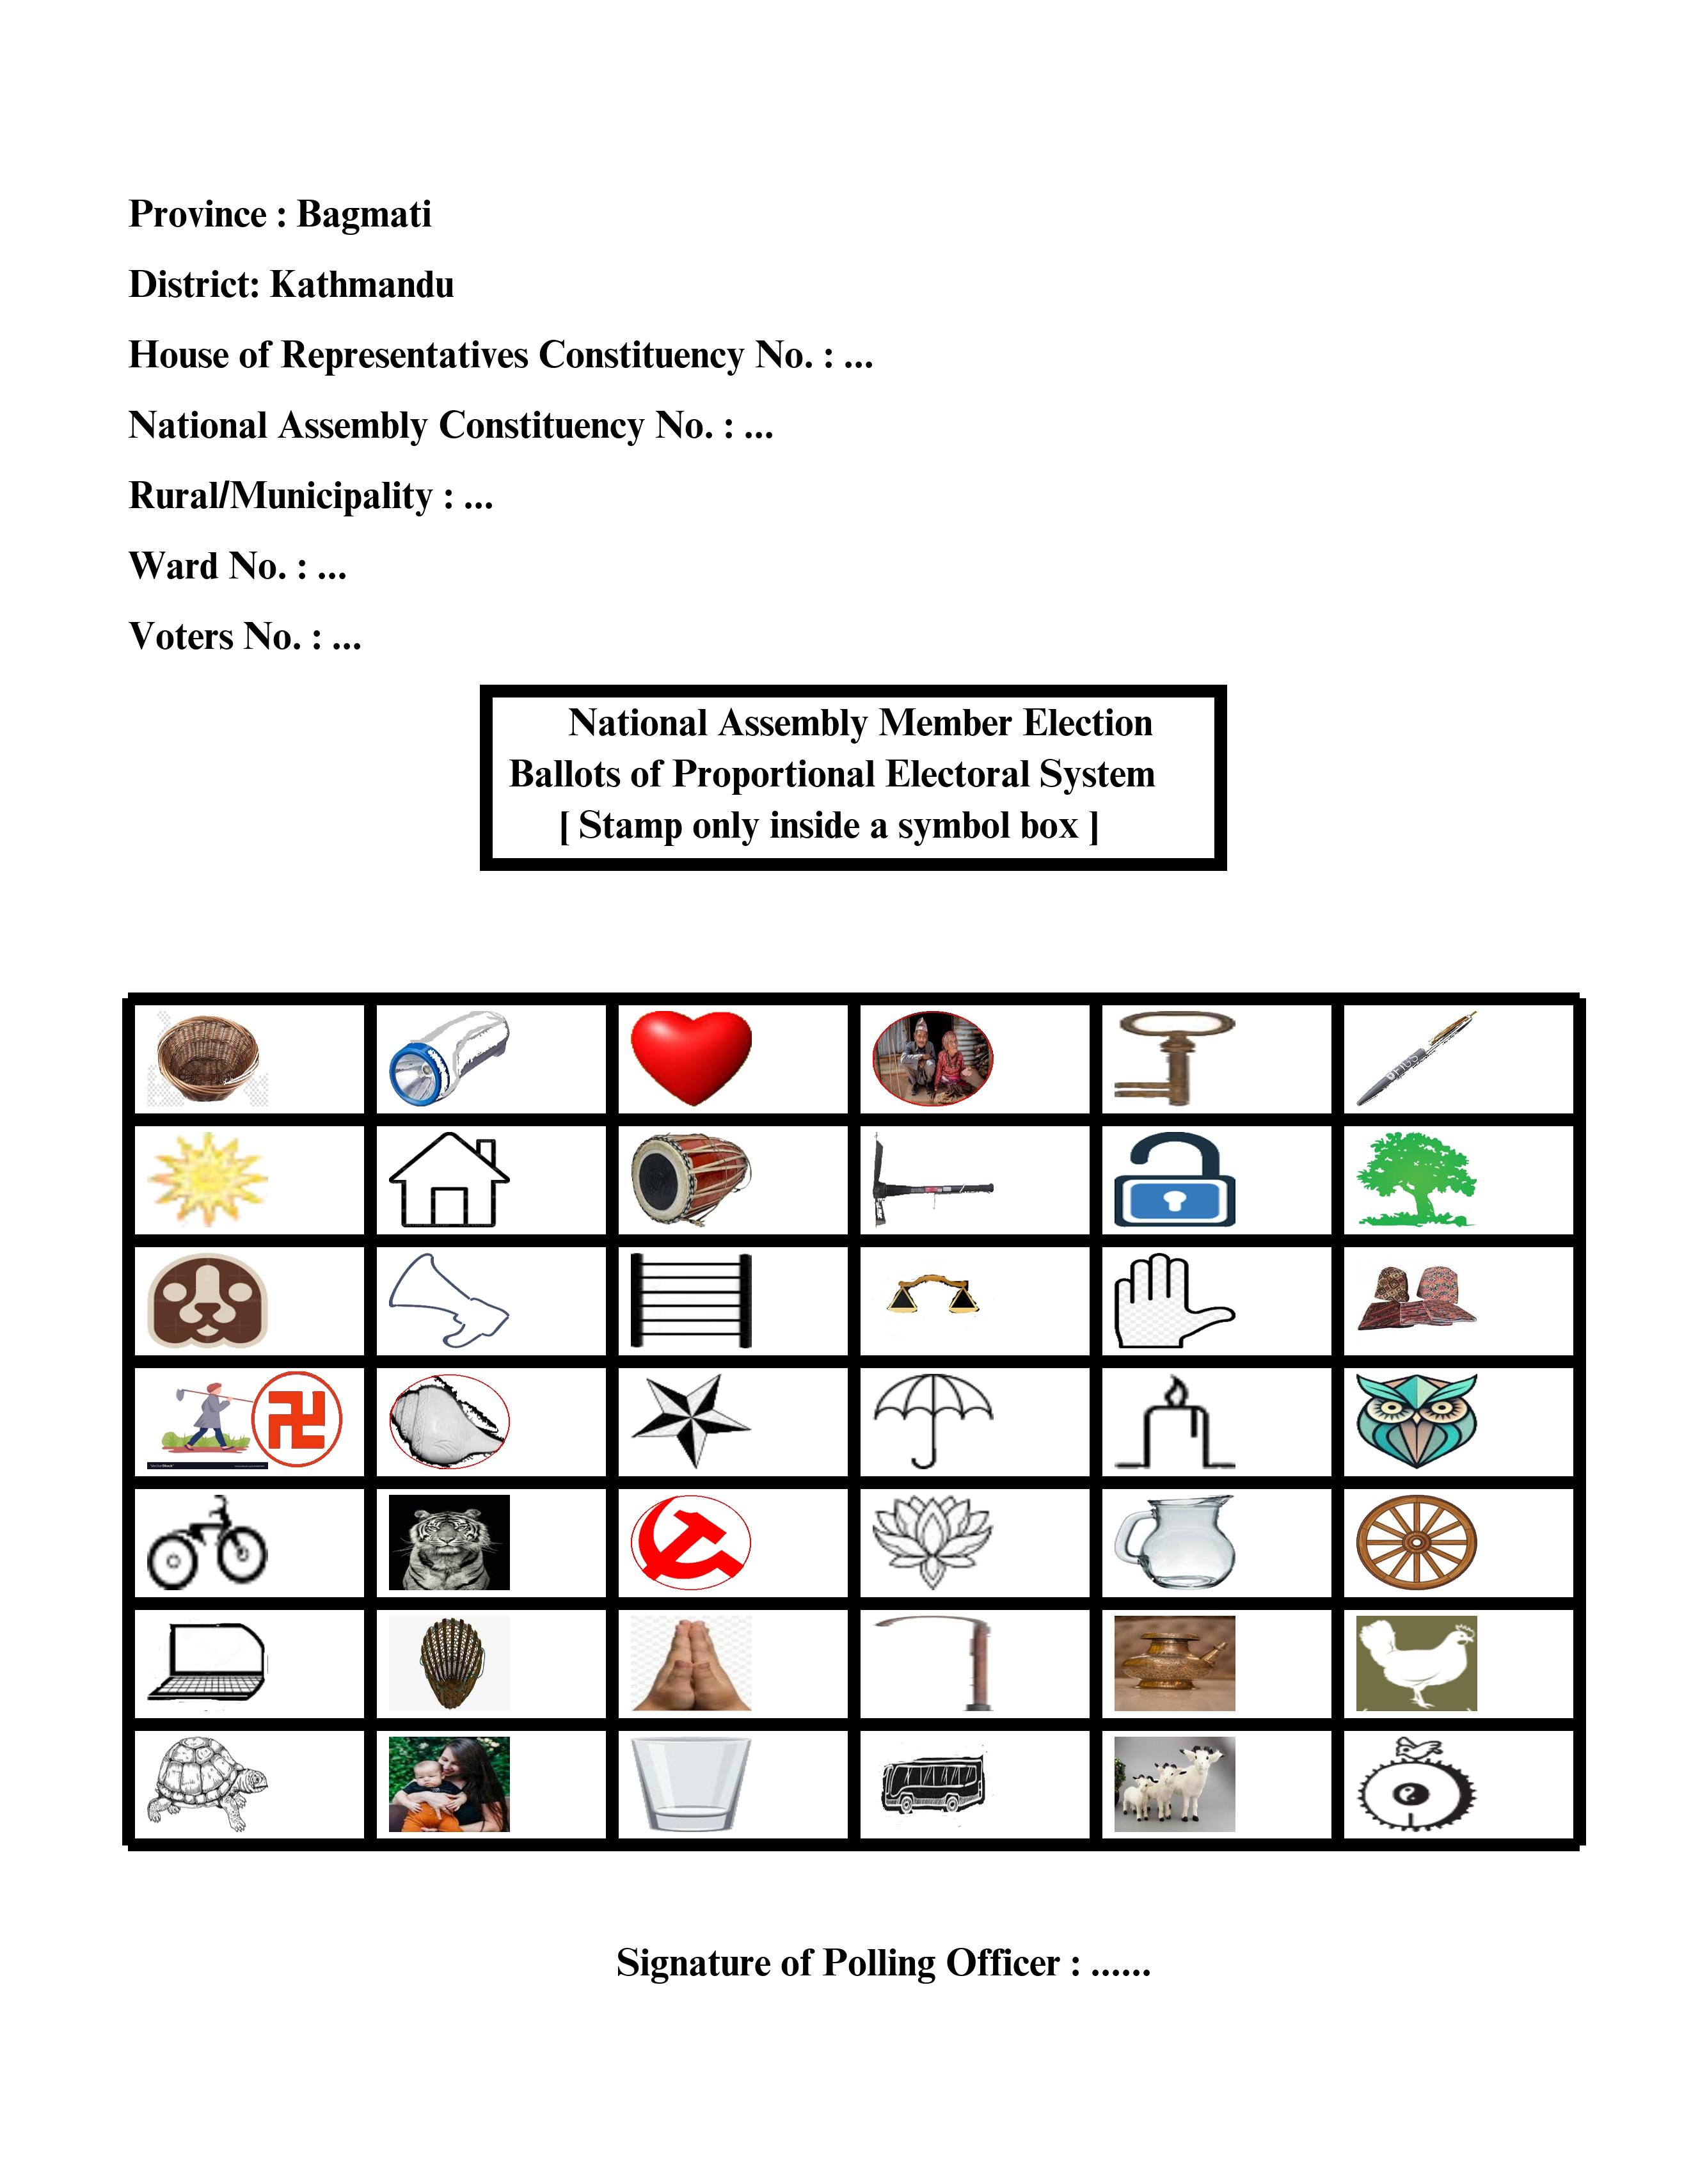 Province : Bagmati
District: Kathmandu
House of Representatives Constituency No. : ...
National Assembly Constituency No. : ...
Rural/Municipality : ...
Ward No. : ...
Voters No. : ...
National Assembly Member Election
Ballots of Proportional Electoral System
[ Stamp only inside a symbol box ]
Signature of Polling Officer : ......